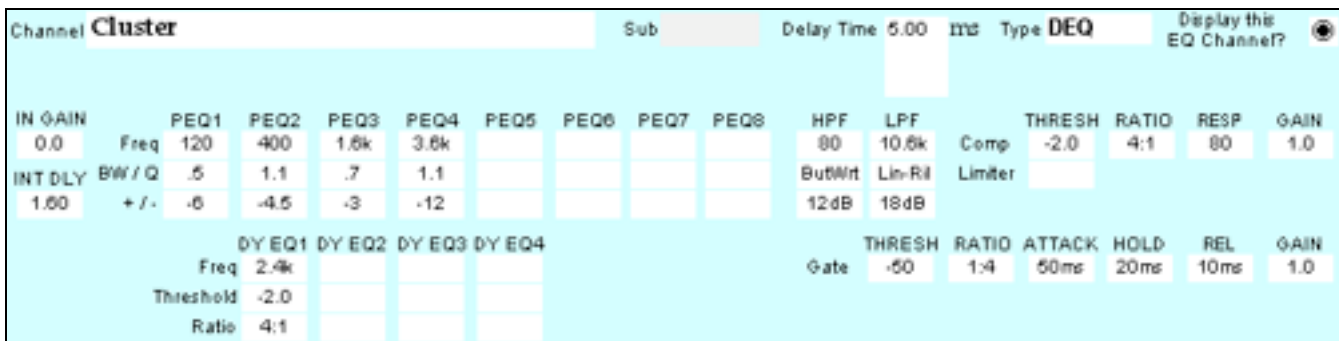 Channel Cluster Sub Delay Time 5.00 ms Type DEQ Display this EQ Channel?
IN GAIN PEQ1 PEQ2 PEQ3 PEQ4 PEQ5 PEQ6 PEQ7 PEQ8 HPF LPF THRESH RATIO RESP GAIN
0.0 Freq 120 400 1.6k 3.6k 80 10.6k Comp -2.0 4:1 80 1.0
INT DLY BW / Q .5 1.1 .7 1.1 ButWrt Lin-Ril Limiter
1.60 + / - -6 -4.5 -3 -12 12dB 18dB
DY EQ1 DY EQ2 DY EQ3 DY EQ4 THRESH RATIO ATTACK HOLD REL GAIN
Freq 2.4k Gate -50 1:4 50ms 20ms 10ms 1.0
Threshold -2.0
Ratio 4:1